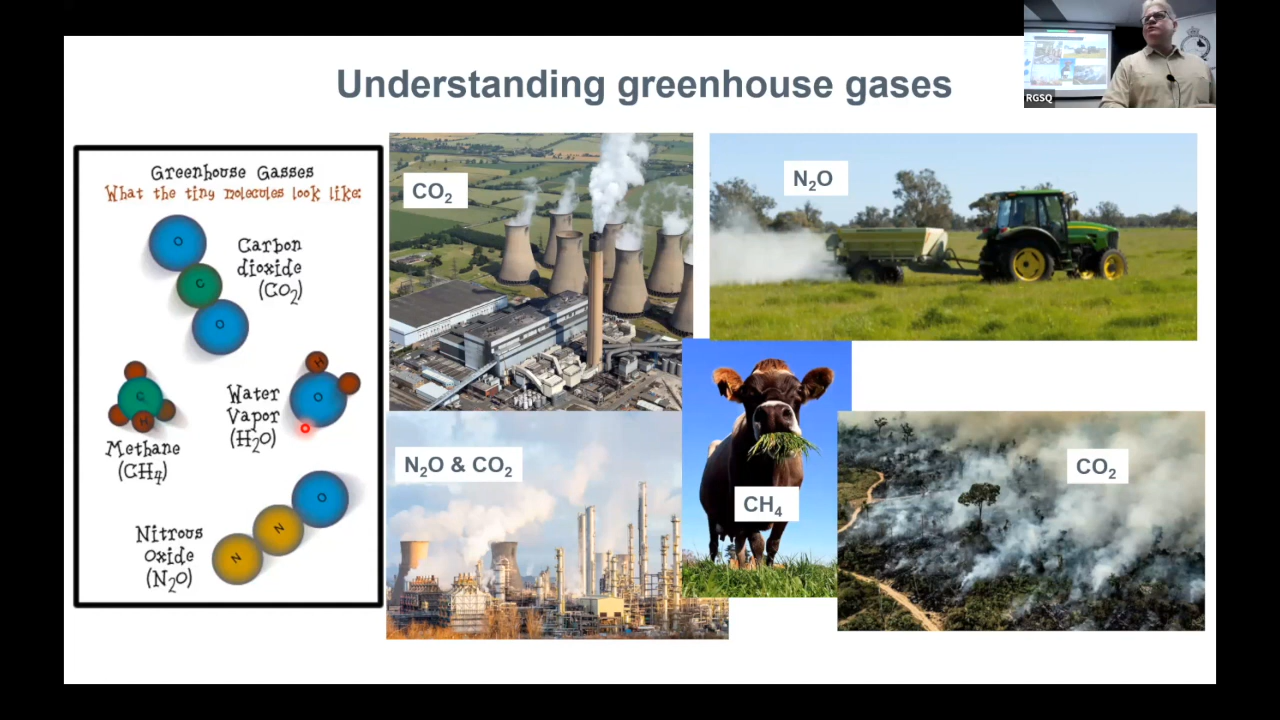 Understanding greenhouse gases
RGSQ
Greenhouse Gasses
What the tiny molecules look like:
O
C
O
Carbon
dioxide
(CO₂)
H
O
Water
Vapor
(H₂O)
C
H
Methane
(CH₄)
O
N
N
Nitrous
Oxide
(N₂O)
CO₂
N₂O
N₂O & CO₂
CH₄
CO₂